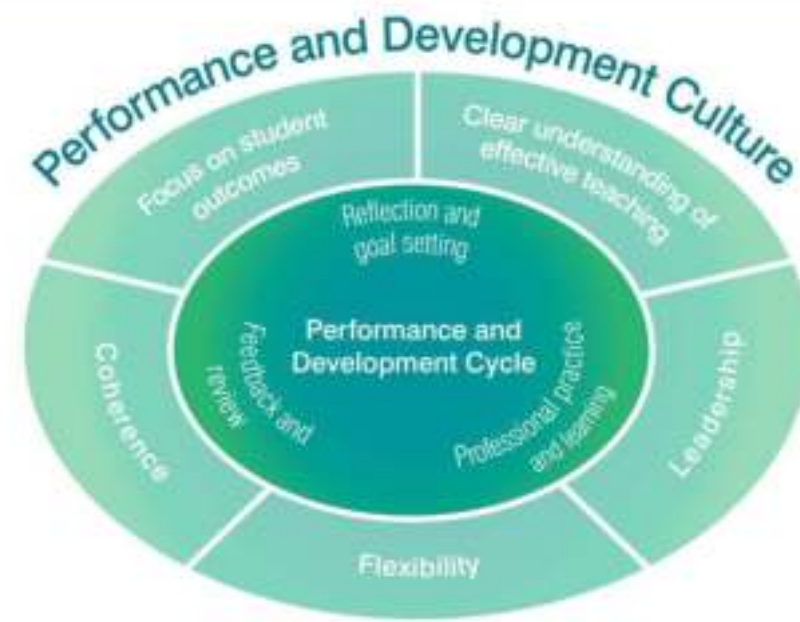 Performance and Development Culture
Focus on student
outcomes
Clear understanding of
effective teaching
Reflection and
goal setting
Performance and
Development Cycle
Feedback and
review
Professional practice
and learning
Coherence
Leadership
Flexibility